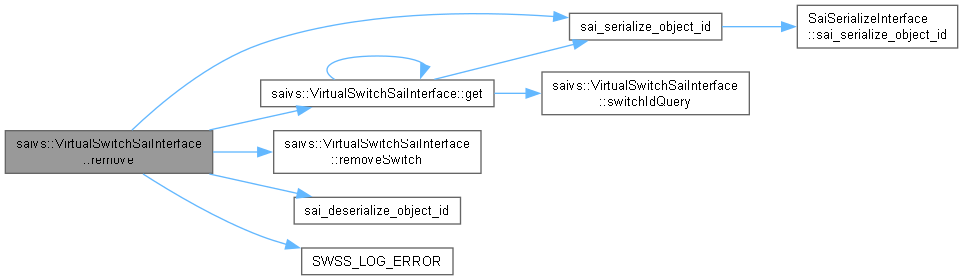 saivs::VirtualSwitchSaiInterface
::remove
sai_serialize_object_id
SaiSerializeInterface
::sai_serialize_object_id
saivs::VirtualSwitchSaiInterface::get
saivs::VirtualSwitchSaiInterface
::switchIdQuery
saivs::VirtualSwitchSaiInterface
::removeSwitch
sai_deserialize_object_id
SWSS_LOG_ERROR